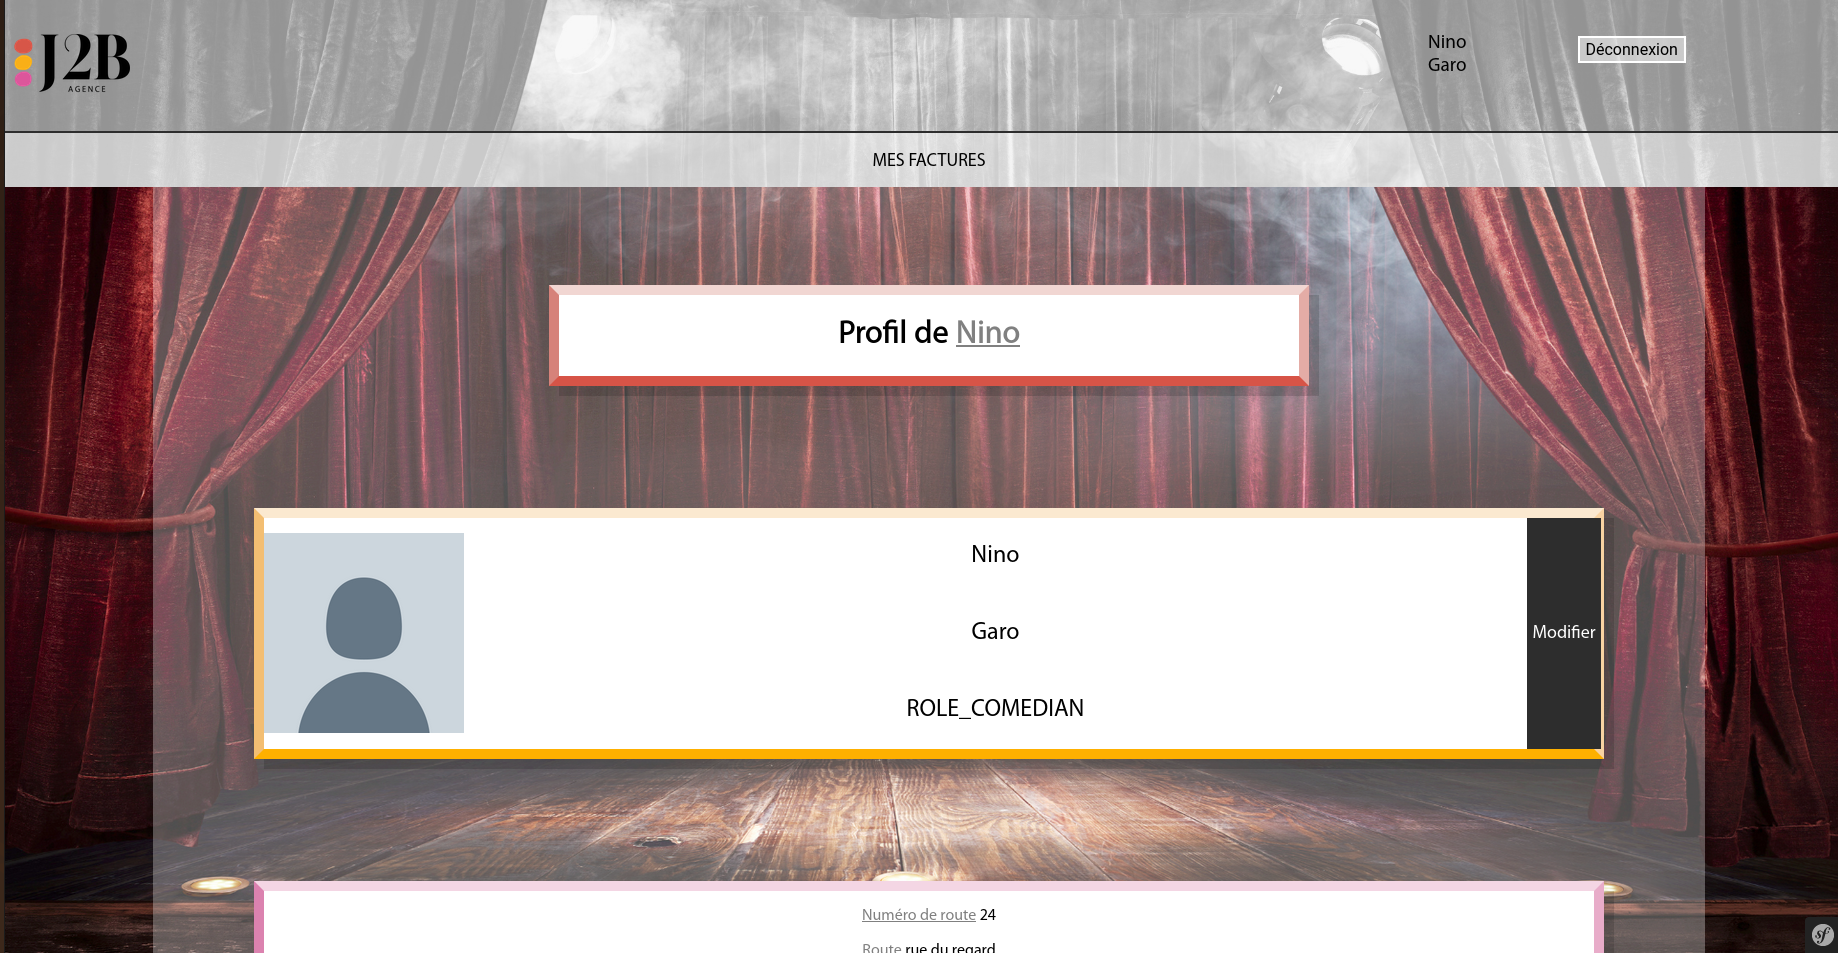 J2B
AGENCE
Nino
Garo
Déconnexion
MES FACTURES
Profil de Nino
Nino
Garo
ROLE_COMEDIAN
Modifier
Numéro de route 24
Route rue du regard
sf